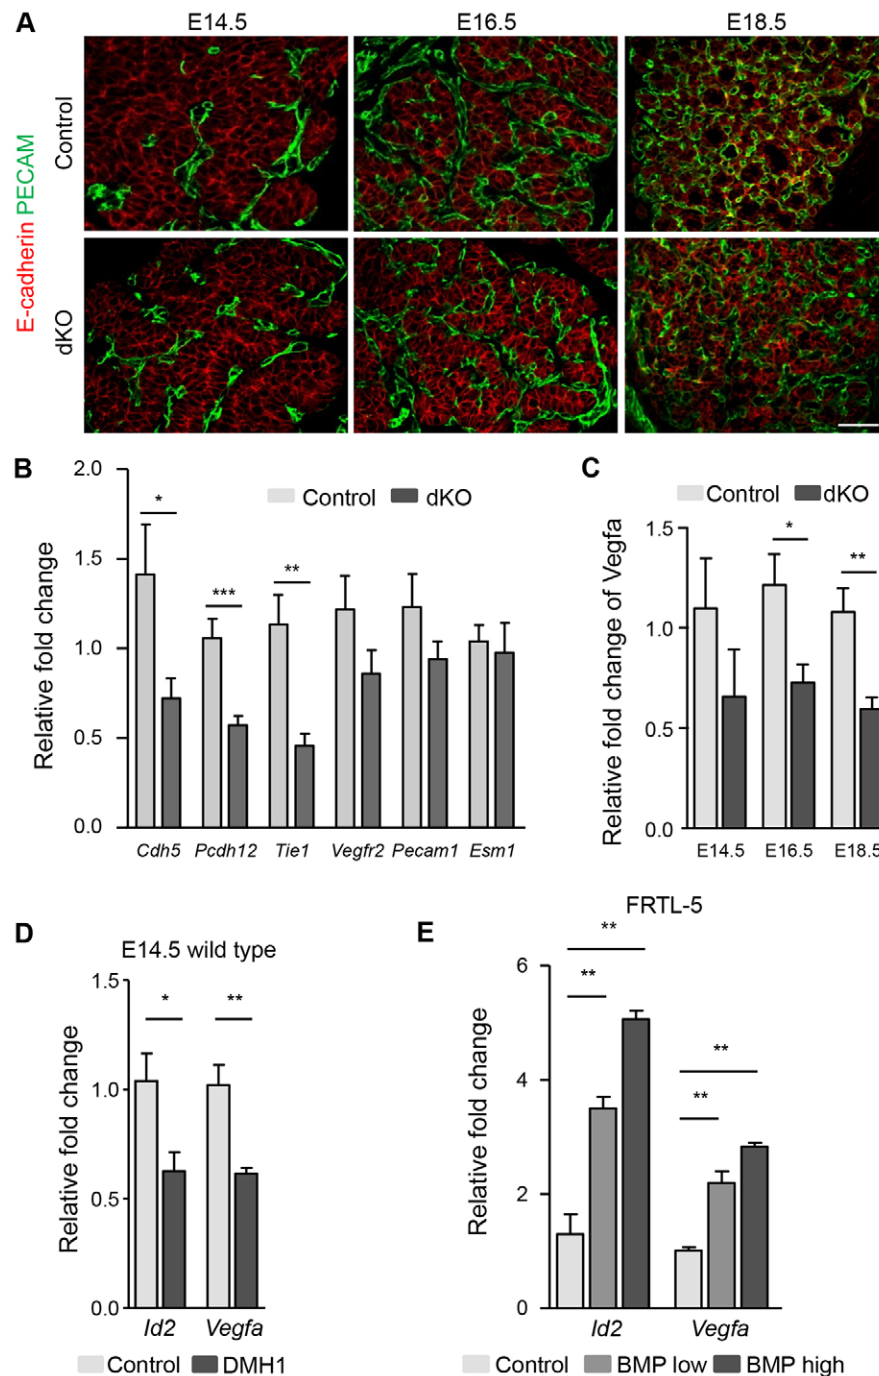 A
E14.5 E16.5 E18.5
E-cadherin PECAM
Control
dKO
B
Control dKO
Relative fold change
2.0
1.5
1.0
0.5
0.0
*
***
**
Cdh5 Pcdh12 Tie1 Vegfr2 Pecam1 Esm1
C
Control dKO
Relative fold change of Vegfa
1.5
1.0
0.5
0.0
*
**
E14.5 E16.5 E18.5
D
E14.5 wild type
Relative fold change
1.5
1.0
0.5
0.0
*
**
Id2 Vegfa
Control DMH1
E
FRTL-5
Relative fold change
6
4
2
0
**
**
**
**
Id2 Vegfa
Control BMP low BMP high